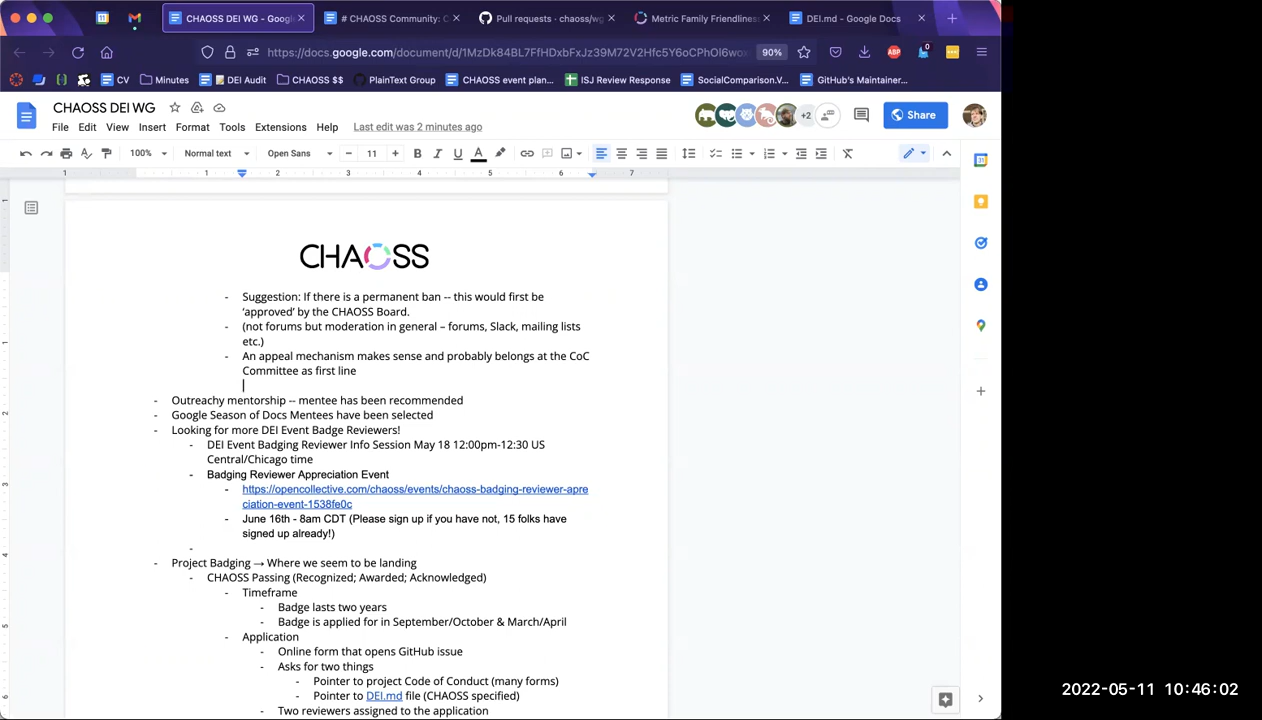 CHAOSS DEI WG - Googl
# CHAOSS Community: C
Pull requests · chaoss/wg
Metric Family Friendliness
DEI.md - Google Docs
https://docs.google.com/document/d/1MzDk84BL7FfHDxbFxJz39M72V2Hfc5Y6oCPhOl6wo
90%
ABP
0
CV
Minutes
DEI Audit
CHAOSS $$
PlainText Group
CHAOSS event plan...
ISJ Review Response
SocialComparison.V...
GitHub's Maintainer...
CHAOSS DEI WG
+2
Share
File Edit View Insert Format Tools Extensions Help Last edit was 2 minutes ago
100% Normal text Open Sans 11 B I U A
1 1 2 3 4 5 6 7
CHAOSS
- Suggestion: If there is a permanent ban -- this would first be
‘approved’ by the CHAOSS Board.
- (not forums but moderation in general – forums, Slack, mailing lists
etc.)
- An appeal mechanism makes sense and probably belongs at the CoC
Committee as first line
- Outreachy mentorship -- mentee has been recommended
- Google Season of Docs Mentees have been selected
- Looking for more DEI Event Badge Reviewers!
- DEI Event Badging Reviewer Info Session May 18 12:00pm-12:30 US
Central/Chicago time
- Badging Reviewer Appreciation Event
- https://opencollective.com/chaoss/events/chaoss-badging-reviewer-apre
ciation-event-1538fe0c
- June 16th - 8am CDT (Please sign up if you have not, 15 folks have
signed up already!)
-
- Project Badging → Where we seem to be landing
- CHAOSS Passing (Recognized; Awarded; Acknowledged)
- Timeframe
- Badge lasts two years
- Badge is applied for in September/October & March/April
- Application
- Online form that opens GitHub issue
- Asks for two things
- Pointer to project Code of Conduct (many forms)
- Pointer to DEI.md file (CHAOSS specified)
- Two reviewers assigned to the application
2022-05-11 10:46:02